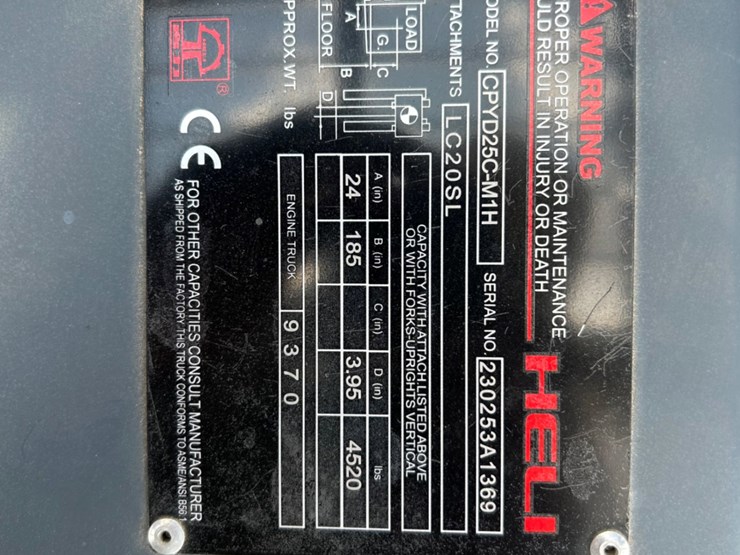 WARNING
HELI
ROPER OPERATION OR MAINTENANCE
ULD RESULT IN INJURY OR DEATH
ODEL NO. CPYD25C-M1H SERIAL NO. 230253A1369
TACHMENTS LC20SL
LOAD
A G. C
B
D
FLOOR
CAPACITY WITH ATTACH.LISTED ABOVE
OR WITH FORKS-UPRIGHTS VERTICAL
A (in) B (in) C (in) D (in) lbs
24 185 3.95 4520
PPROX.WT. lbs ENGINE TRUCK 9370
®
CE FOR OTHER CAPACITIES CONSULT MANUFACTURER
AS SHIPPED FROM THE FACTORY,THIS TRUCK CONFORMS TO ASME/ANSI B56.1